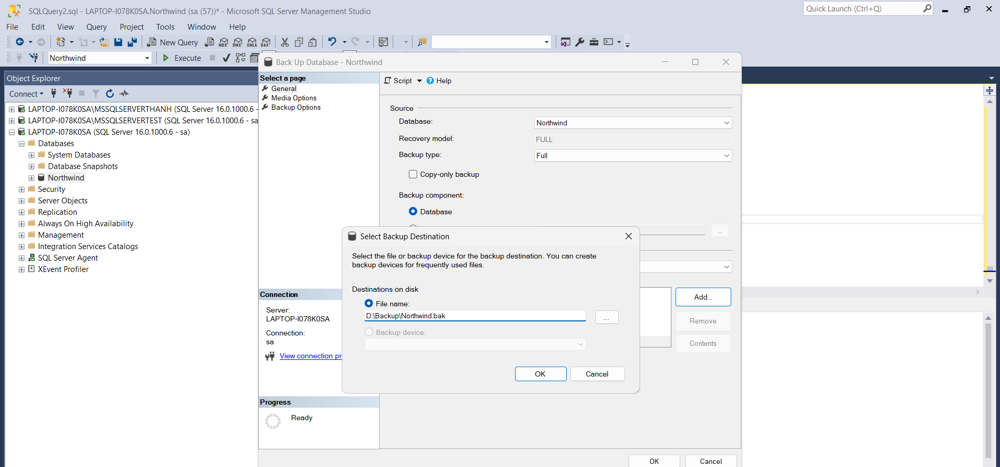 SQLQuery2.sql - LAPTOP-I078K0SA.Northwind (sa (57))* - Microsoft SQL Server Management Studio
Quick Launch (Ctrl+Q)
File Edit View Query Project Tools Window Help
New Query
MDX DMX XMLA DAX
Northwind
Execute
Object Explorer
Connect
LAPTOP-I078K0SA\MSSQLSERVERTHANH (SQL Server 16.0.1000.6 -
LAPTOP-I078K0SA\MSSQLSERVERTEST (SQL Server 16.0.1000.6 - sa
LAPTOP-I078K0SA (SQL Server 16.0.1000.6 - sa)
Databases
System Databases
Database Snapshots
Northwind
Security
Server Objects
Replication
Always On High Availability
Management
Integration Services Catalogs
SQL Server Agent
XEvent Profiler
Back Up Database - Northwind
Select a page
General
Media Options
Backup Options
Script
Help
Source
Database:
Northwind
Recovery model:
FULL
Backup type:
Full
Copy-only backup
Backup component:
Database
...
Add...
Remove
Contents
Connection
Server:
LAPTOP-I078K0SA
Connection:
sa
View connection pr
Progress
Ready
OK
Cancel
Select Backup Destination
Select the file or backup device for the backup destination. You can create
backup devices for frequently used files.
Destinations on disk
File name:
D:\Backup\Northwind.bak
...
Backup device:
OK
Cancel